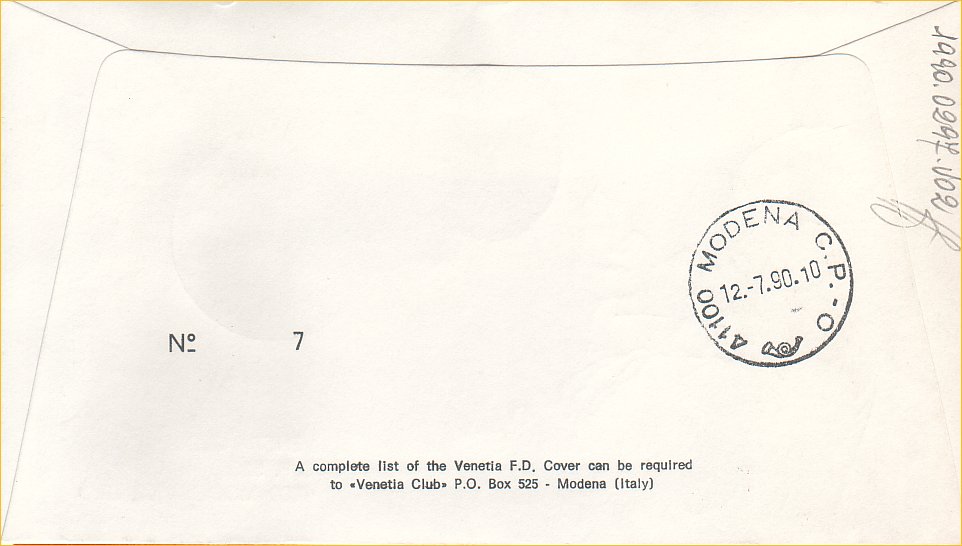 1990.0997.002
41100 MODENA C.P. - O
12.-7.90.10
Nº 7
A complete list of the Venetia F.D. Cover can be required
to «Venetia Club» P.O. Box 525 - Modena (Italy)